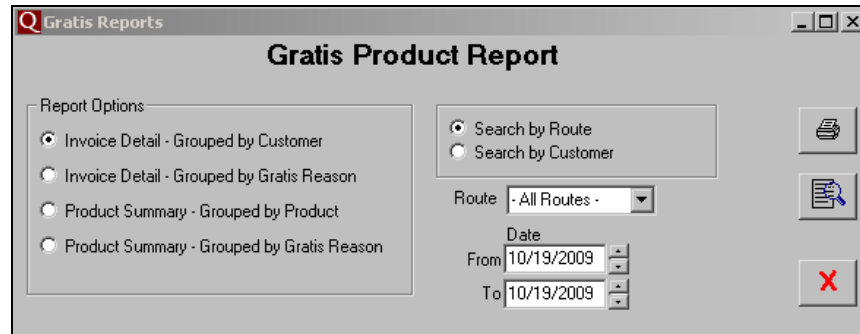 Q Gratis Reports
Gratis Product Report
Report Options
Invoice Detail - Grouped by Customer
Invoice Detail - Grouped by Gratis Reason
Product Summary - Grouped by Product
Product Summary - Grouped by Gratis Reason
Search by Route
Search by Customer
Route - All Routes -
Date
From 10/19/2009
To 10/19/2009
X